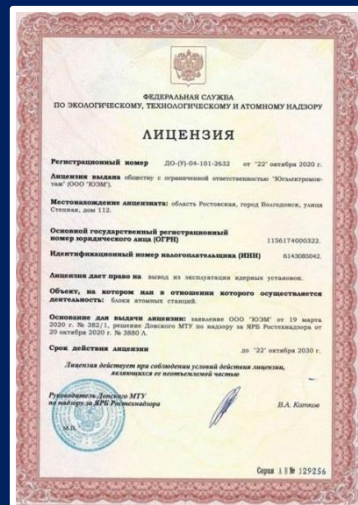 ФЕДЕРАЛЬНАЯ СЛУЖБА
ПО ЭКОЛОГИЧЕСКОМУ, ТЕХНОЛОГИЧЕСКОМУ И АТОМНОМУ НАДЗОРУ
ЛИЦЕНЗИЯ
Регистрационный номер ДО-(У)-04-101-2632 от "22" октября 2020 г.
Лицензия выдана обществу с ограниченной ответственностью "Югэлектромон-
таж" (ООО "ЮЭМ").
Местонахождение лицензиата: область Ростовская, город Волгодонск, улица
Степная, дом 112.
Основной государственный регистрационный
номер юридического лица (ОГРН) 1156174000322.
Идентификационный номер налогоплательщика (ИНН) 6143085042.
Лицензия дает право на вывод из эксплуатации ядерных установок.
Объект, на котором или в отношении которого осуществляется
деятельность: блоки атомных станций.
Основание для выдачи лицензии: заявление ООО "ЮЭМ" от 19 марта
2020 г. № 382/1, решение Донского МТУ по надзору за ЯРБ Ростехнадзора от
20 октября 2020 г. № 3880 Л.
Срок действия лицензии до "22" октября 2030 г.
Лицензия действует при соблюдении условий действия лицензии,
являющихся ее неотъемлемой частью
Руководитель Донского МТУ
по надзору за ЯРБ Ростехнадзора
В.А. Катков
М.П.
Серия А В № 129256